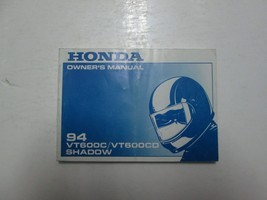 HONDA
OWNER'S MANUAL
94
VT600C/VT600CD
SHADOW